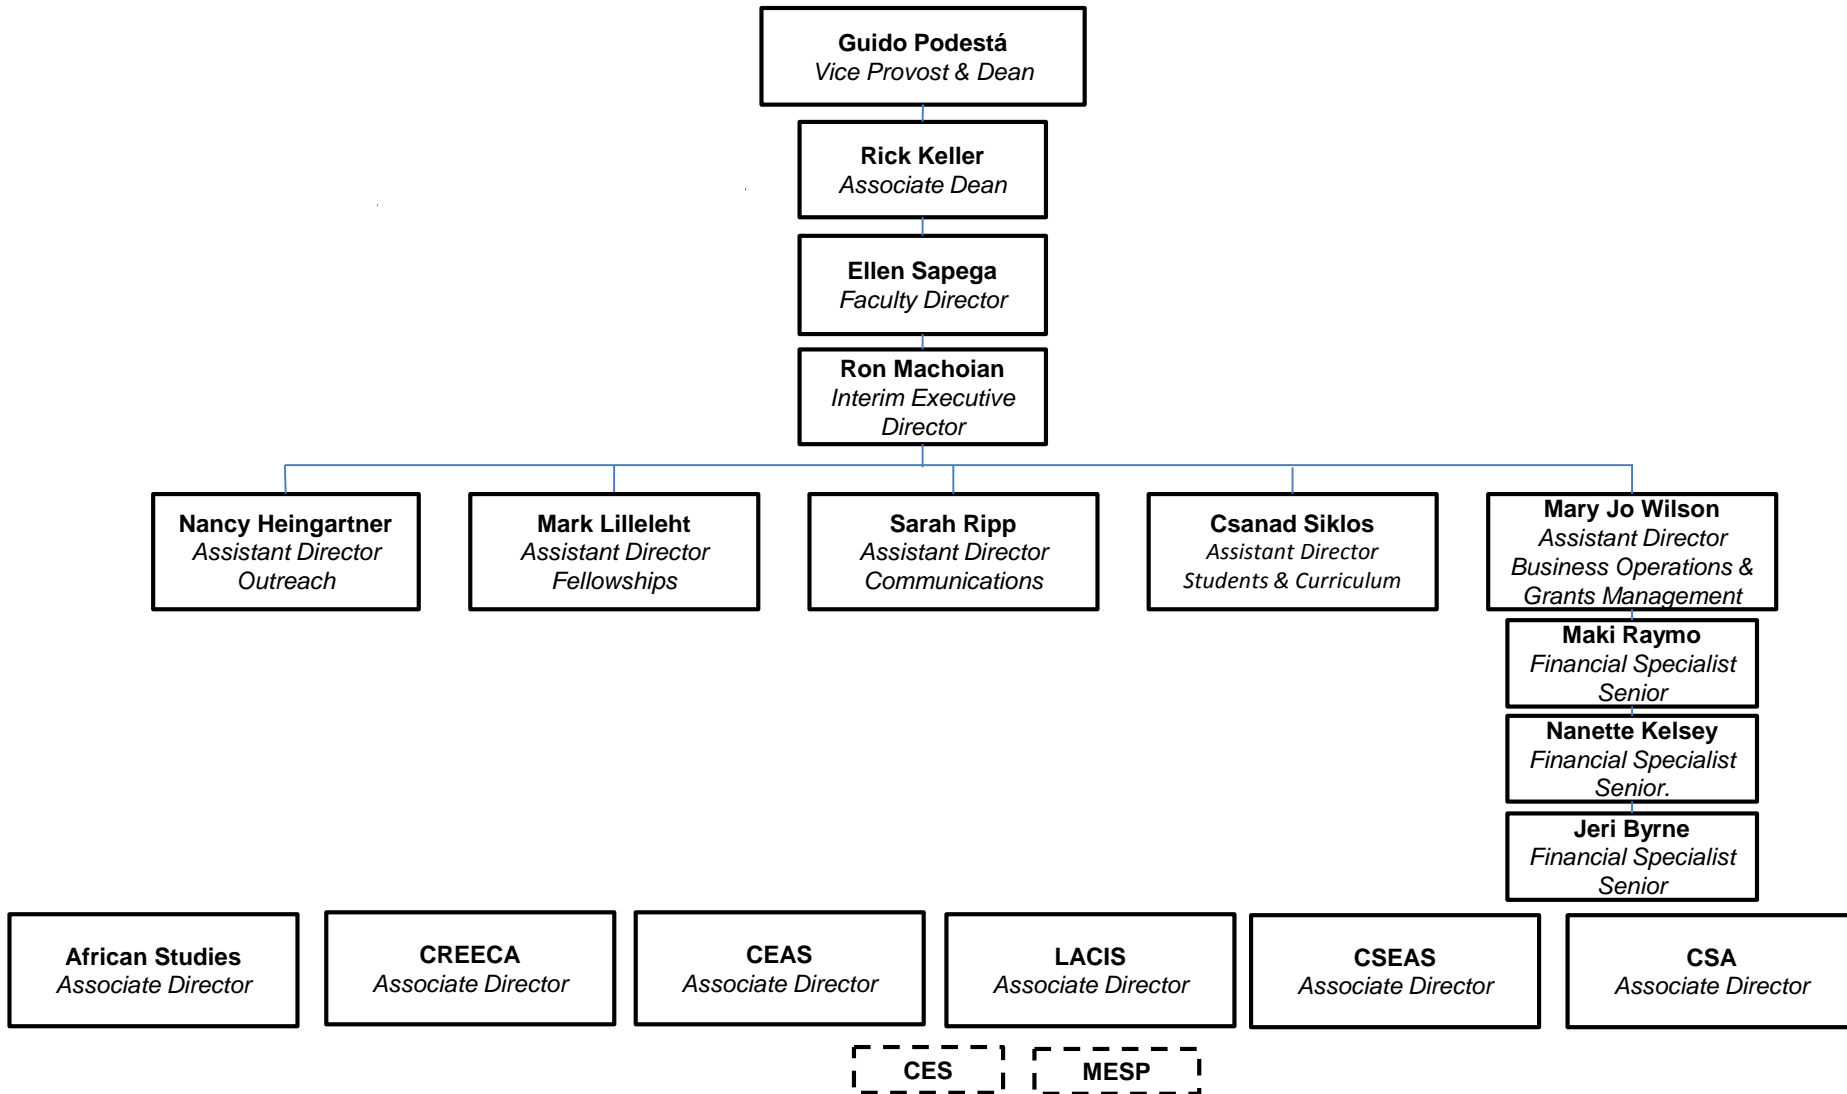 Guido Podestá
Vice Provost & Dean
Rick Keller
Associate Dean
Ellen Sapega
Faculty Director
Ron Machoian
Interim Executive
Director
Nancy Heingartner
Assistant Director
Outreach
Mark Lilleleht
Assistant Director
Fellowships
Sarah Ripp
Assistant Director
Communications
Csanad Siklos
Assistant Director
Students & Curriculum
Mary Jo Wilson
Assistant Director
Business Operations &
Grants Management
Maki Raymo
Financial Specialist
Senior
Nanette Kelsey
Financial Specialist
Senior.
Jeri Byrne
Financial Specialist
Senior
African Studies
Associate Director
CREECA
Associate Director
CEAS
Associate Director
LACIS
Associate Director
CSEAS
Associate Director
CSA
Associate Director
CES
MESP